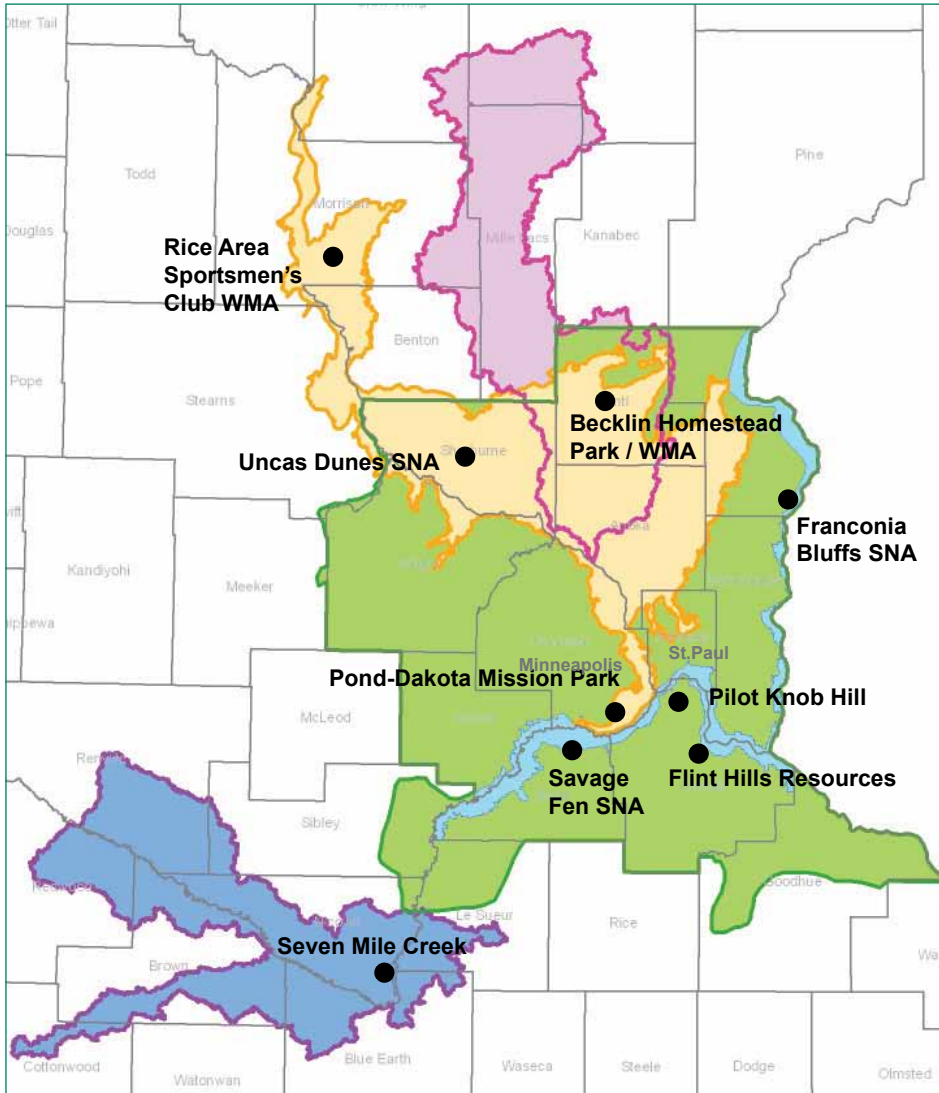 Otter Tail
Todd
Morrison
Pine
Douglas
Mille Lacs
Kanabec
Rice Area
Sportsmen's
Club WMA
Benton
Pope
Stearns
Becklin Homestead
Park / WMA
Uncas Dunes SNA
Franconia
Bluffs SNA
Kandiyohi
Meeker
St.Paul
Minneapolis
Pond-Dakota Mission Park
Pilot Knob Hill
McLeod
Savage
Fen SNA
Flint Hills Resources
Sibley
Goodhue
Le Sueur
Rice
Seven Mile Creek
Brown
Wa
Blue Earth
Cottonwood
Watonwan
Waseca
Steele
Dodge
Olmsted